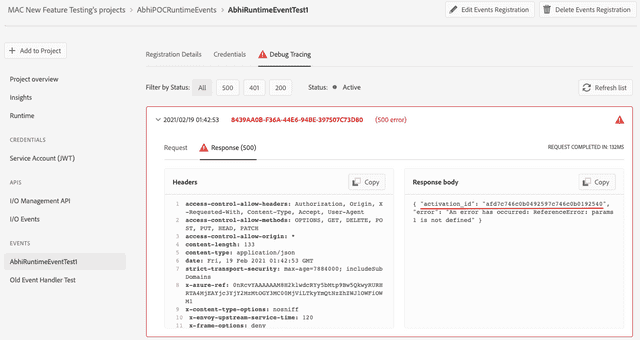 MAC New Feature Testing's projects > AbhiPOCRuntimeEvents > AbhiRuntimeEventTest1
Edit Events Registration
Delete Events Registration
+ Add to Project
Project overview
Insights
Runtime
CREDENTIALS
Service Account (JWT)
APIS
I/O Management API
I/O Events
EVENTS
AbhiRuntimeEventTest1
Old Event Handler Test
Registration Details
Credentials
Debug Tracing
Filter by Status:
All
500
401
200
Status:
Active
Refresh list
2021/02/19 01:42:53
8439AA0B-F36A-44E6-94BE-397507C73DB0
(500 error)
Request
Response (500)
REQUEST COMPLETED IN: 132MS
Headers
Copy
1 access-control-allow-headers: Authorization, Origin, X
-Requested-With, Content-Type, Accept, User-Agent
2 access-control-allow-methods: OPTIONS, GET, DELETE, PO
ST, PUT, HEAD, PATCH
3 access-control-allow-origin: *
4 content-length: 133
5 content-type: application/json
6 date: Fri, 19 Feb 2021 01:42:53 GMT
7 strict-transport-security: max-age=7884000; includeSub
Domains
8
x-azure-ref:
9 x-content-type-options: nosniff
10 x-envoy-upstream-service-time: 120
11 x-frame-options: deny
Response body
Copy
{ "activation_id": "afd7c746c0b0492597c746c0b0192540",
"error": "An error has occurred: ReferenceError: params
1 is not defined" }